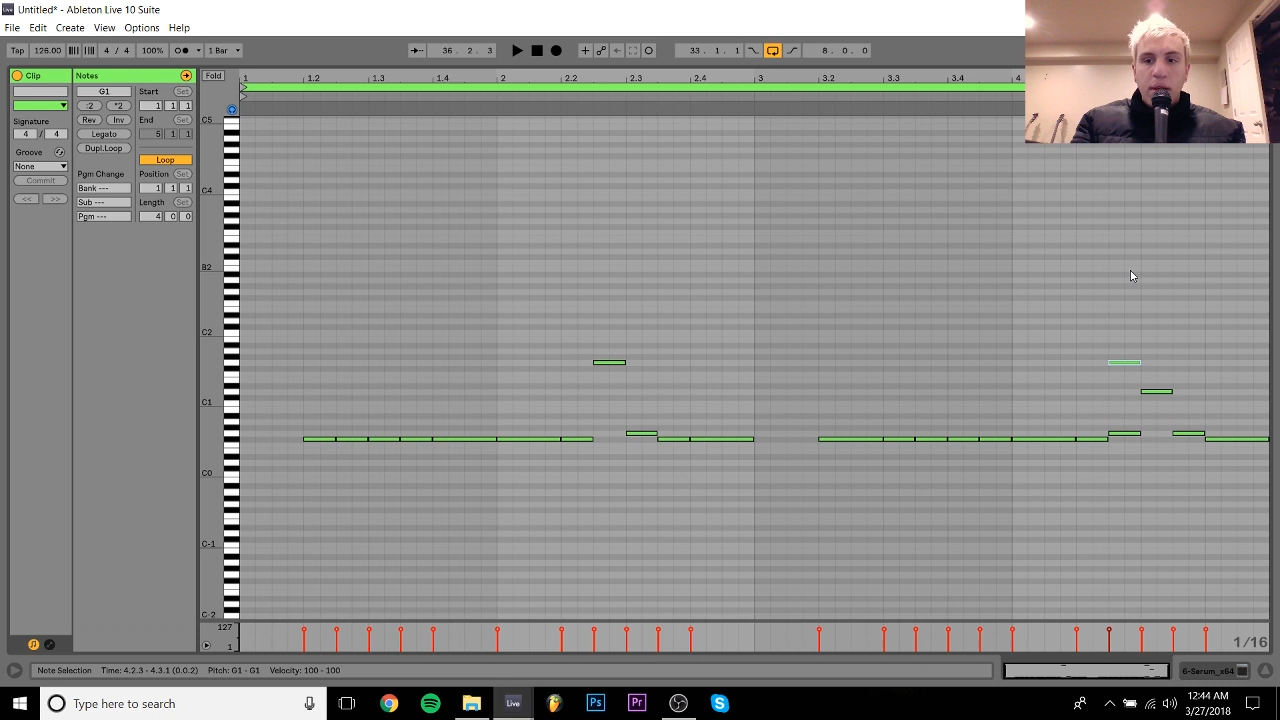 Untitled* - Ableton Live 10 Suite
File Edit Create View Options Help
Tap 126.00 4 / 4 100% 1 Bar 36 . 2 . 3 33 . 1 . 1 8 . 0 . 0
Clip Notes Fold 1 1.2 1.3 1.4 2 2.2 2.3 2.4 3 3.2 3.3 3.4 4
G1 Start Set
:2 *2 1 1 1
Signature Rev Inv End Set
4 / 4 Legato 5 1 1
Groove Dupl.Loop
None Loop
Commit Pgm Change Position Set
<< >> Bank --- 1 1 1
Sub --- Length Set
Pgm --- 4 0 0
C5
C4
B2
C2
C1
C0
C-1
C-2
127
1 1/16
Note Selection Time: 4.2.3 - 4.3.1 (0.0.2) Pitch: G1 - G1 Velocity: 100 - 100 6-Serum_x64
Type here to search Live Ps Pr 12:44 AM
3/27/2018